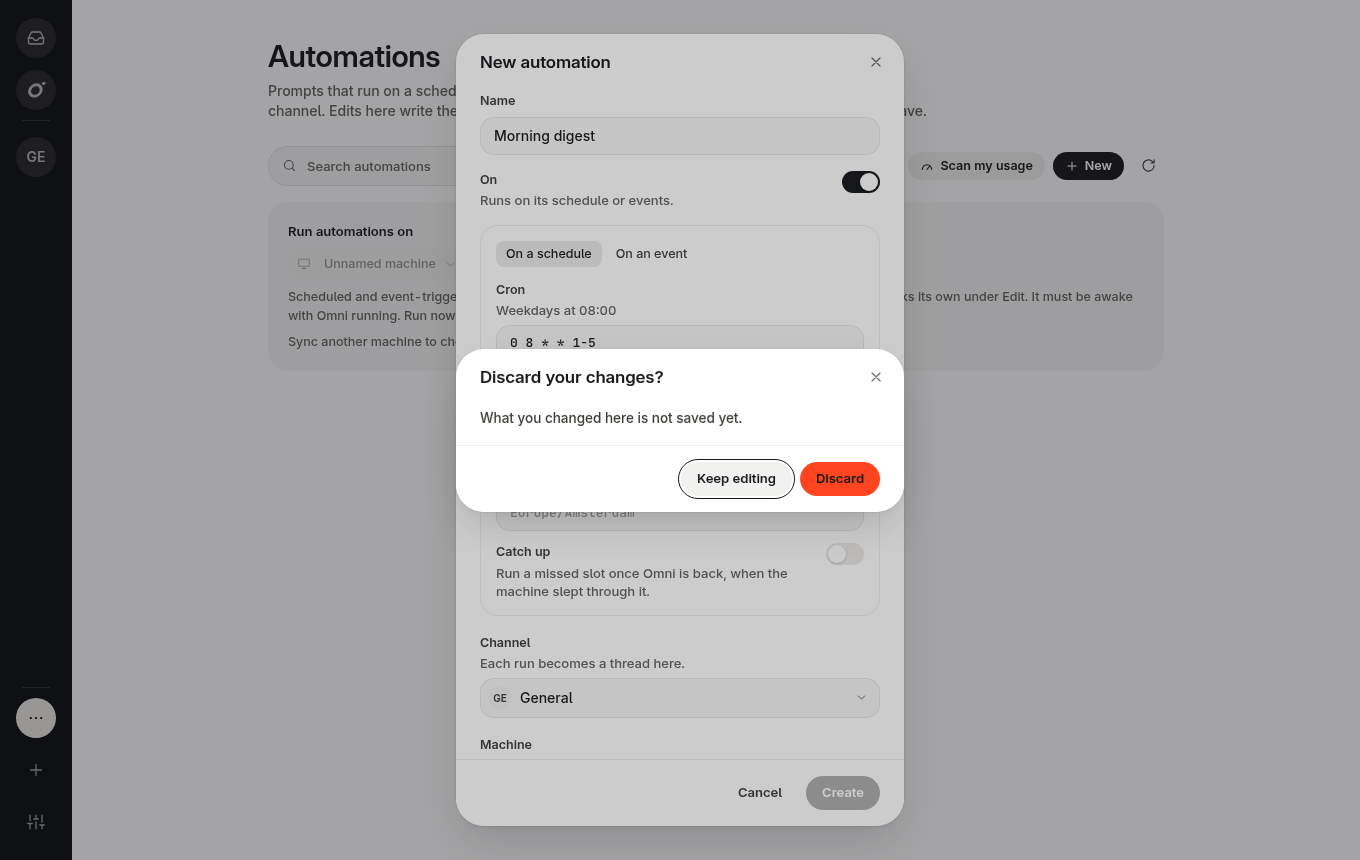 Automations
Prompts that run on a sched
channel. Edits here write the
ave.
GE
Search automations
Scan my usage
New
Run automations on
Unnamed machine
Scheduled and event-trigge
ks its own under Edit. It must be awake
with Omni running. Run now
Sync another machine to ch
New automation
Name
Morning digest
On
Runs on its schedule or events.
On a schedule
On an event
Cron
Weekdays at 08:00
0 8 * * 1-5
Discard your changes?
What you changed here is not saved yet.
Keep editing
Discard
Europe/Amsterdam
Catch up
Run a missed slot once Omni is back, when the
machine slept through it.
Channel
Each run becomes a thread here.
GE General
Machine
Cancel
Create